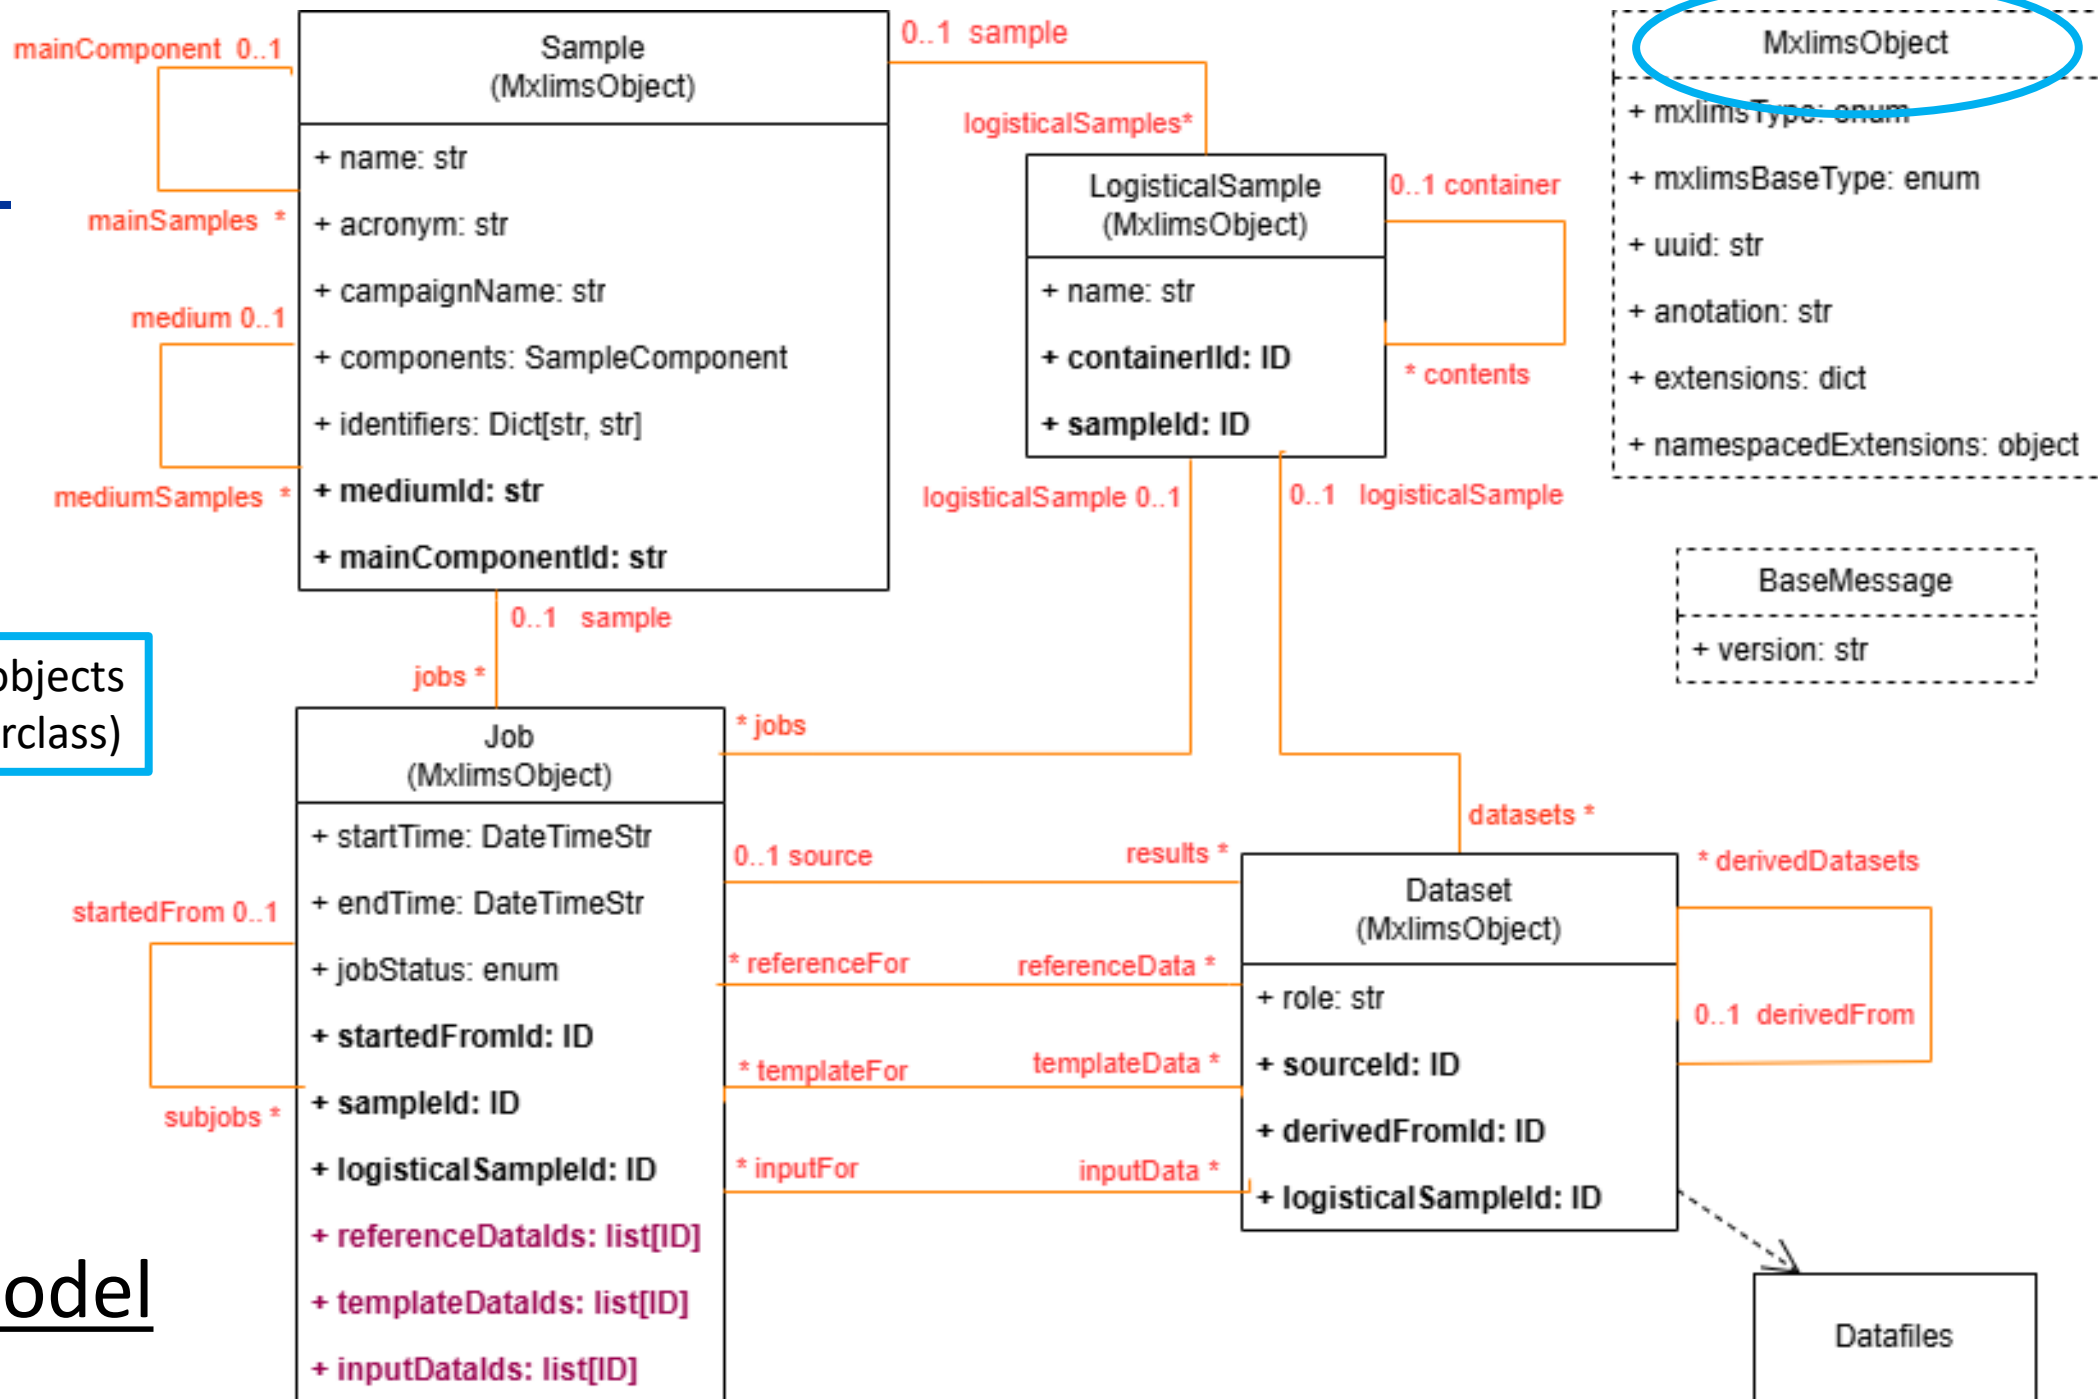 mainComponent 0..1
mainSamples *
medium 0..1
mediumSamples *
Sample
(MxlimsObject)
+ name: str
+ acronym: str
+ campaignName: str
+ components: SampleComponent
+ identifiers: Dict[str, str]
+ mediumId: str
+ mainComponentId: str
0..1 sample
logisticalSamples*
LogisticalSample
(MxlimsObject)
+ name: str
+ containerIId: ID
+ sampleId: ID
0..1 container
* contents
MxlimsObject
+ mxlimsType: enum
+ mxlimsBaseType: enum
+ uuid: str
+ anotation: str
+ extensions: dict
+ namespacedExtensions: object
logisticalSample 0..1
0..1 logisticalSample
BaseMessage
+ version: str
0..1 sample
jobs *
objects
rclass)
Job
(MxlimsObject)
+ startTime: DateTimeStr
+ endTime: DateTimeStr
+ jobStatus: enum
+ startedFromId: ID
+ sampleId: ID
+ logisticalSampleId: ID
+ referenceDataIds: list[ID]
+ templateDataIds: list[ID]
+ inputDataIds: list[ID]
startedFrom 0..1
subjobs *
* jobs
0..1 source
results *
* referenceFor
referenceData *
* templateFor
templateData *
* inputFor
inputData *
datasets *
Dataset
(MxlimsObject)
+ role: str
+ sourceId: ID
+ derivedFromId: ID
+ logisticalSampleId: ID
* derivedDatasets
0..1 derivedFrom
odel
Datafiles